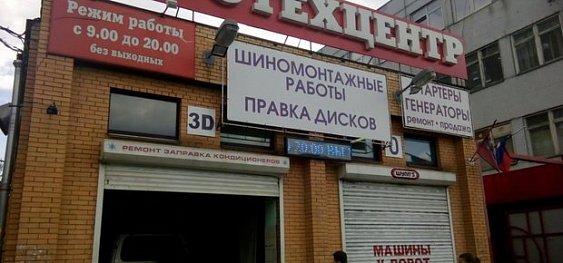 ОТЕХЦЕНТР
Режим работы
с 9.00 до 20.00
без выходных
ШИНОМОНТАЖНЫЕ
РАБОТЫ
ПРАВКА ДИСКОВ
СТАРТЕРЫ
ГЕНЕРАТОРЫ
ремонт • продажа
3D
РЕМОНТ ЗАПРАВКА КОНДИЦИОНЕРОВ
МАШИНЫ